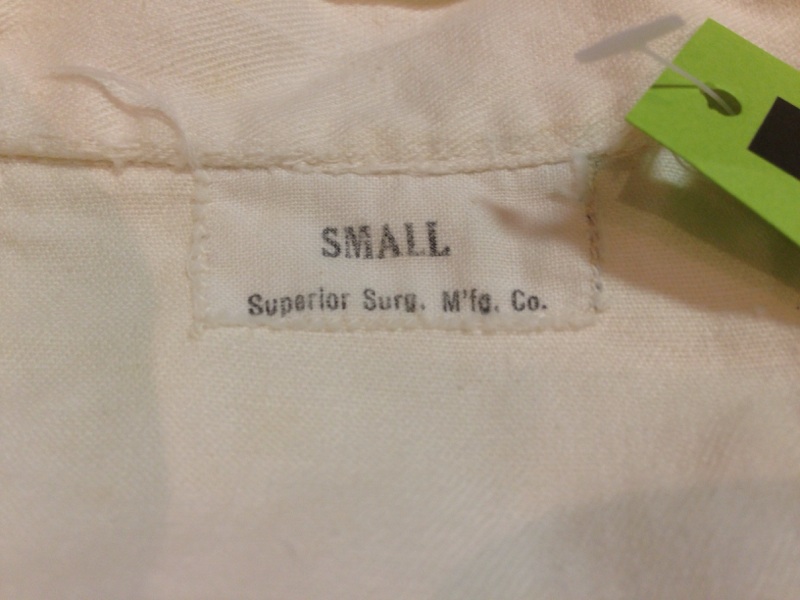 SMALL
Superior Surg. M'fg. Co.